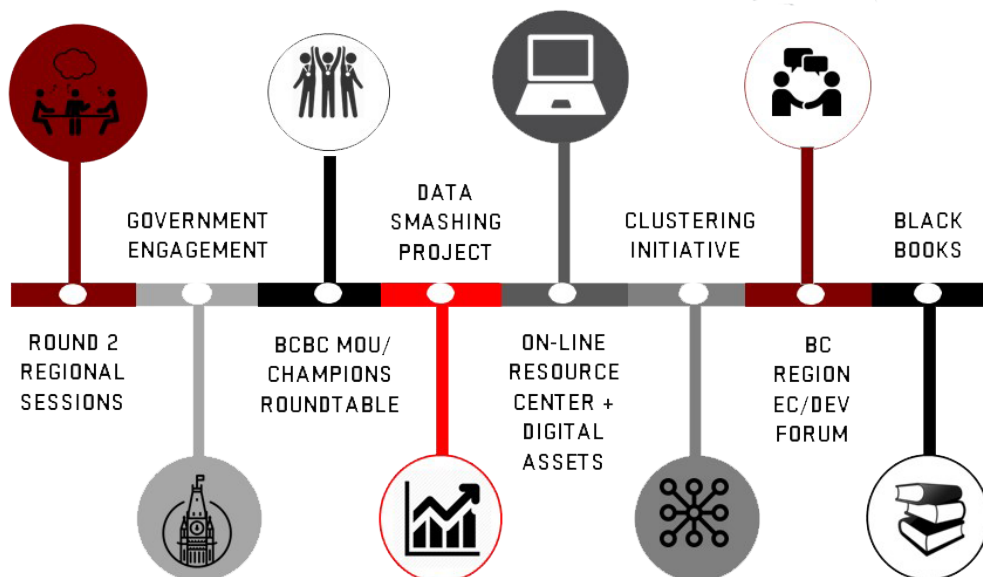 ROUND 2
REGIONAL
SESSIONS
GOVERNMENT
ENGAGEMENT
BCBC MOU/
CHAMPIONS
ROUNDTABLE
DATA
SMASHING
PROJECT
ON-LINE
RESOURCE
CENTER +
DIGITAL
ASSETS
CLUSTERING
INITIATIVE
BC
REGION
EC/DEV
FORUM
BLACK
BOOKS